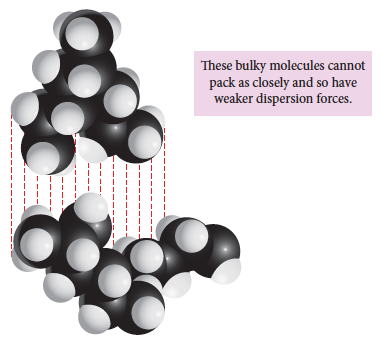 These bulky molecules cannot
pack as closely and so have
weaker dispersion forces.